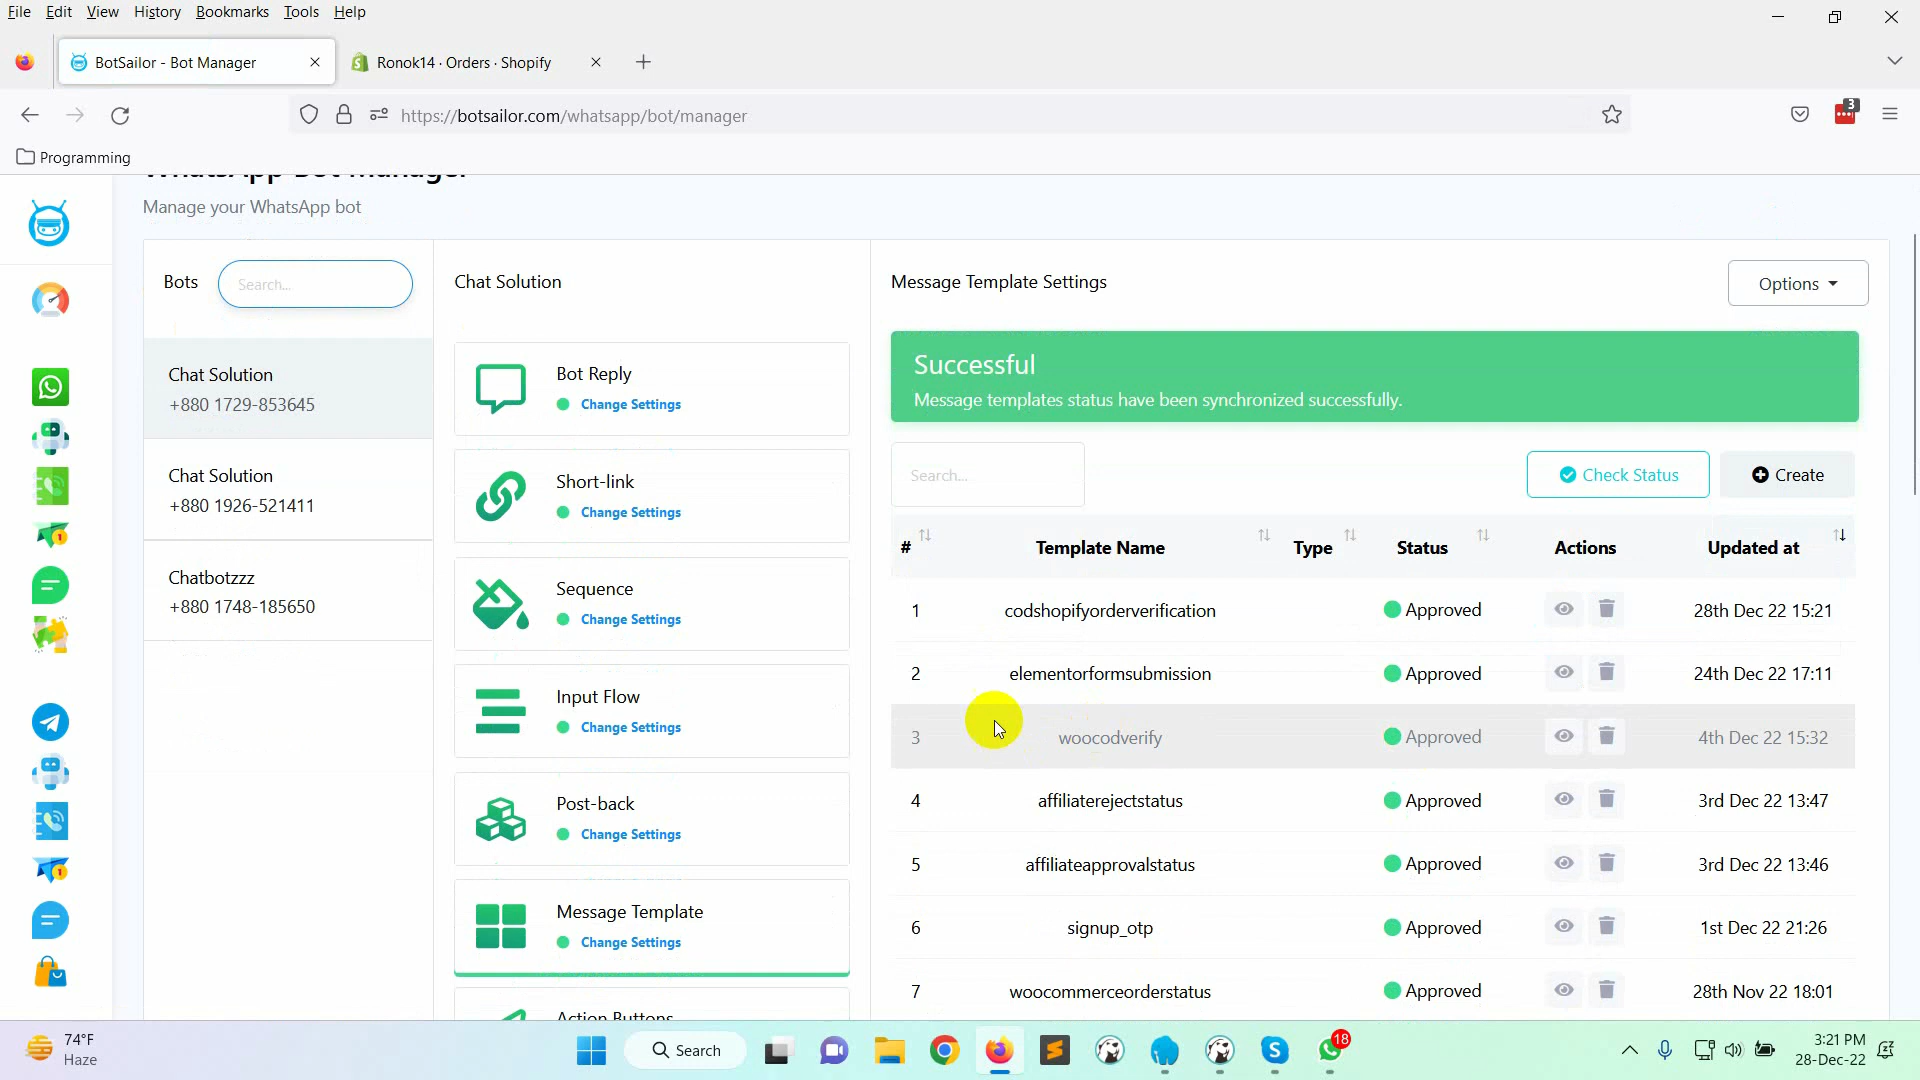 File Edit View History Bookmarks Tools Help
BotSailor - Bot Manager
Ronok14 · Orders · Shopify
https://botsailor.com/whatsapp/bot/manager
3
Programming
WhatsApp Bot Manager
Manage your WhatsApp bot
Bots
Search...
Chat Solution
+880 1729-853645
Chat Solution
+880 1926-521411
Chatbotzzz
+880 1748-185650
Chat Solution
Bot Reply
Change Settings
Short-link
Change Settings
Sequence
Change Settings
Input Flow
Change Settings
Post-back
Change Settings
Message Template
Change Settings
Action Buttons
Message Template Settings
Options
Successful
Message templates status have been synchronized successfully.
Search...
Check Status
Create
# Template Name Type Status Actions Updated at
1 codshopifyorderverification Approved 28th Dec 22 15:21
2 elementorformsubmission Approved 24th Dec 22 17:11
3 woocodverify Approved 4th Dec 22 15:32
4 affiliaterejectstatus Approved 3rd Dec 22 13:47
5 affiliateapprovalstatus Approved 3rd Dec 22 13:46
6 signup_otp Approved 1st Dec 22 21:26
7 woocommerceorderstatus Approved 28th Nov 22 18:01
74°F
Haze
Search
18
3:21 PM
28-Dec-22